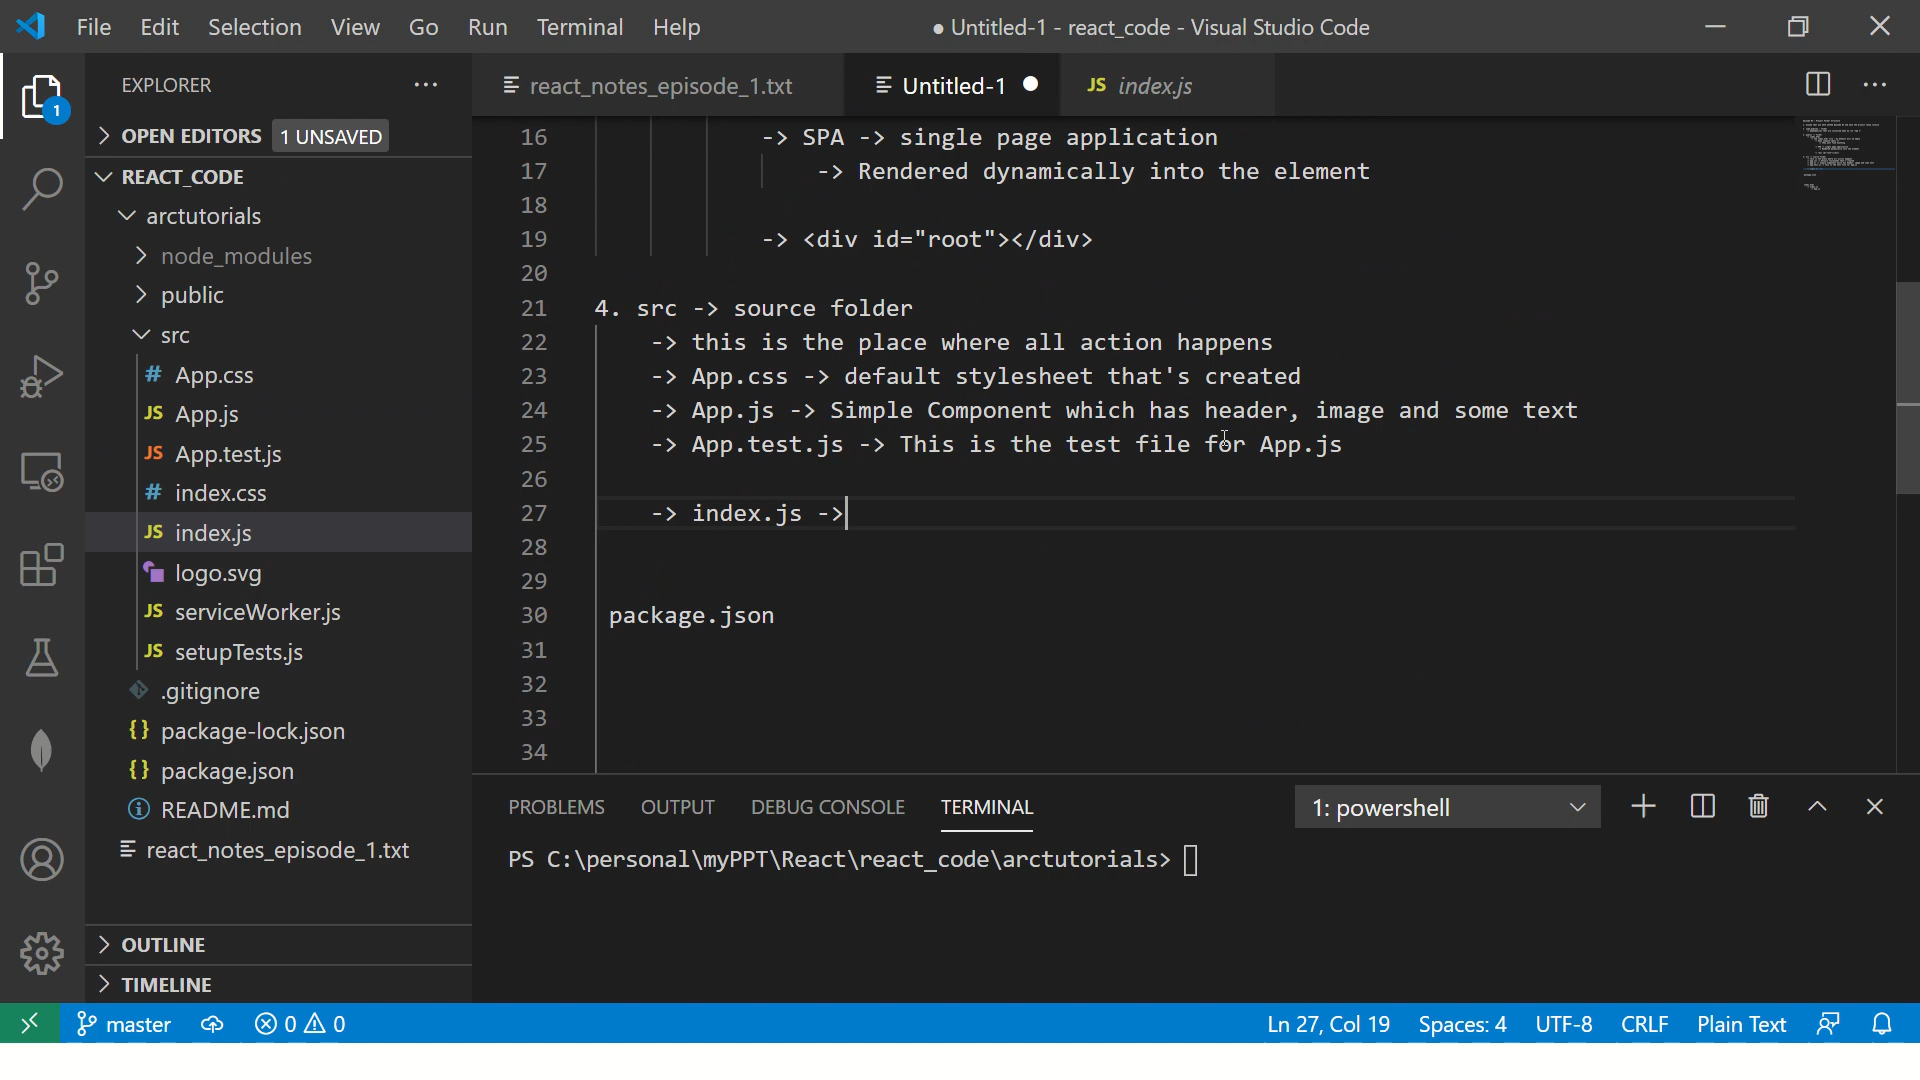 File Edit Selection View Go Run Terminal Help ● Untitled-1 - react_code - Visual Studio Code
EXPLORER ···
react_notes_episode_1.txt Untitled-1 ● JS index.js
1
OPEN EDITORS 1 UNSAVED
REACT_CODE
arctutorials
node_modules
public
src
# App.css
JS App.js
JS App.test.js
# index.css
JS index.js
logo.svg
JS serviceWorker.js
JS setupTests.js
.gitignore
{} package-lock.json
{} package.json
README.md
react_notes_episode_1.txt
OUTLINE
TIMELINE
16 -> SPA -> single page application
17 -> Rendered dynamically into the element
18
19 -> <div id="root"></div>
20
21 4. src -> source folder
22 -> this is the place where all action happens
23 -> App.css -> default stylesheet that's created
24 -> App.js -> Simple Component which has header, image and some text
25 -> App.test.js -> This is the test file for App.js
26
27 -> index.js ->
28
29
30 package.json
31
32
33
34
PROBLEMS OUTPUT DEBUG CONSOLE TERMINAL 1: powershell
PS C:\personal\myPPT\React\react_code\arctutorials>
master 0 0 Ln 27, Col 19 Spaces: 4 UTF-8 CRLF Plain Text